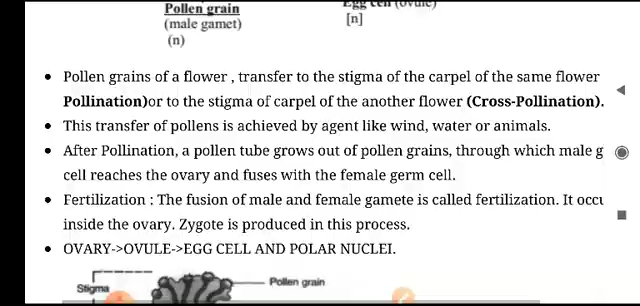 Pollen grain
Egg cell (ovule)
(male gamet)
[n]
(n)
• Pollen grains of a flower , transfer to the stigma of the carpel of the same flower
Pollination)or to the stigma of carpel of the another flower (Cross-Pollination).
• This transfer of pollens is achieved by agent like wind, water or animals.
• After Pollination, a pollen tube grows out of pollen grains, through which male g
cell reaches the ovary and fuses with the female germ cell.
• Fertilization : The fusion of male and female gamete is called fertilization. It occu
inside the ovary. Zygote is produced in this process.
• OVARY->OVULE->EGG CELL AND POLAR NUCLEI.
Pollen grain
Stigma